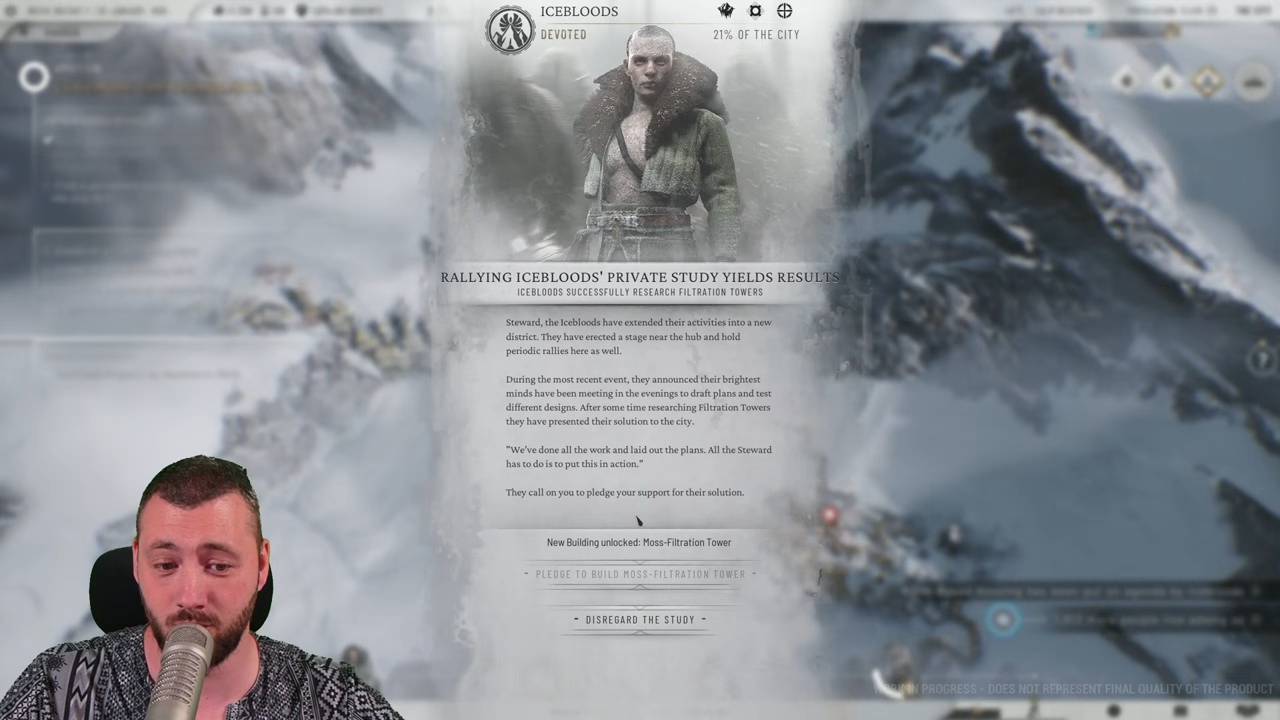 ICEBLOODS
DEVOTED
21% OF THE CITY
RALLYING ICEBLOODS' PRIVATE STUDY YIELDS RESULTS
ICEBLOODS SUCCESSFULLY RESEARCH FILTRATION TOWERS
Steward, the Icebloods have extended their activities into a new
district. They have erected a stage near the hub and hold
periodic rallies here as well.
During the most recent event, they announced their brightest
minds have been meeting in the evenings to draft plans and test
different designs. After some time researching Filtration Towers
they have presented their solution to the city.
"We've done all the work and laid out the plans. All the Steward
has to do is to put this in action."
They call on you to pledge your support for their solution.
New Building unlocked: Moss-Filtration Tower
- PLEDGE TO BUILD MOSS-FILTRATION TOWER -
- DISREGARD THE STUDY -
?
WORK IN PROGRESS - DOES NOT REPRESENT FINAL QUALITY OF THE PRODUCT